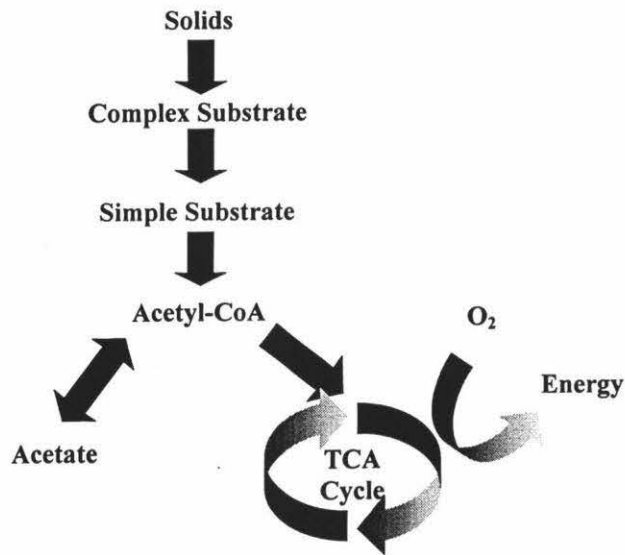 Solids
Complex Substrate
Simple Substrate
Acetyl-CoA
O₂
Energy
Acetate
TCA
Cycle